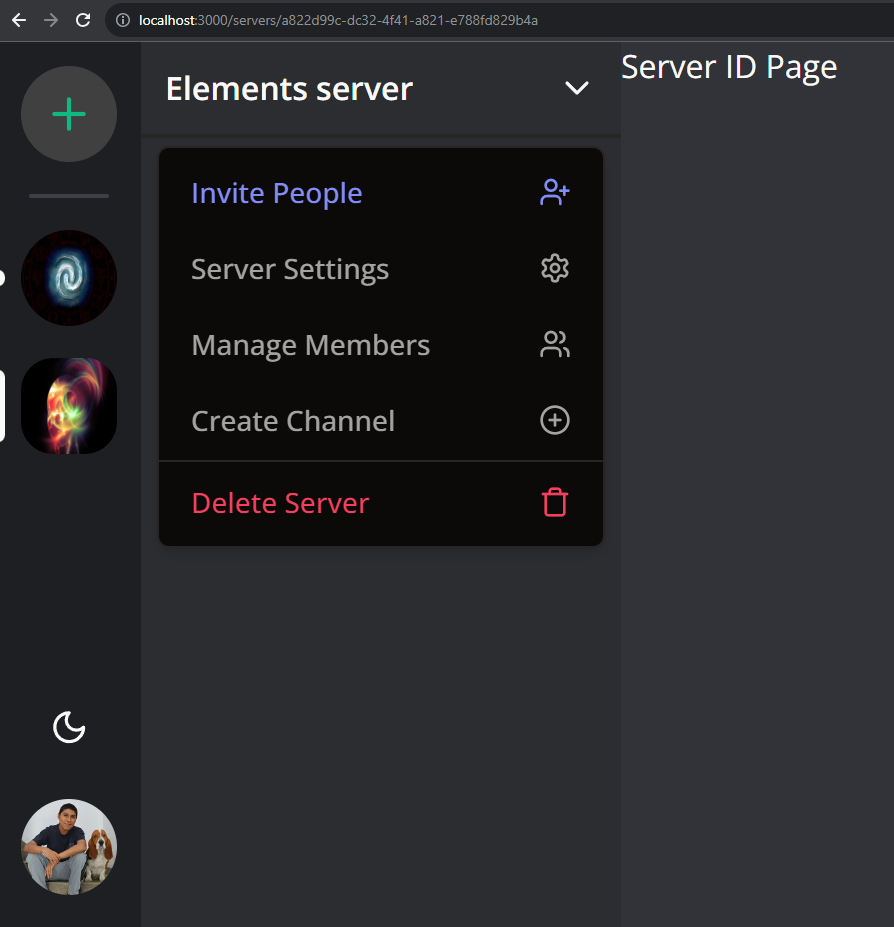 localhost:3000/servers/a822d99c-dc32-4f41-a821-e788fd829b4a
Elements server
Server ID Page
Invite People
Server Settings
Manage Members
Create Channel
Delete Server